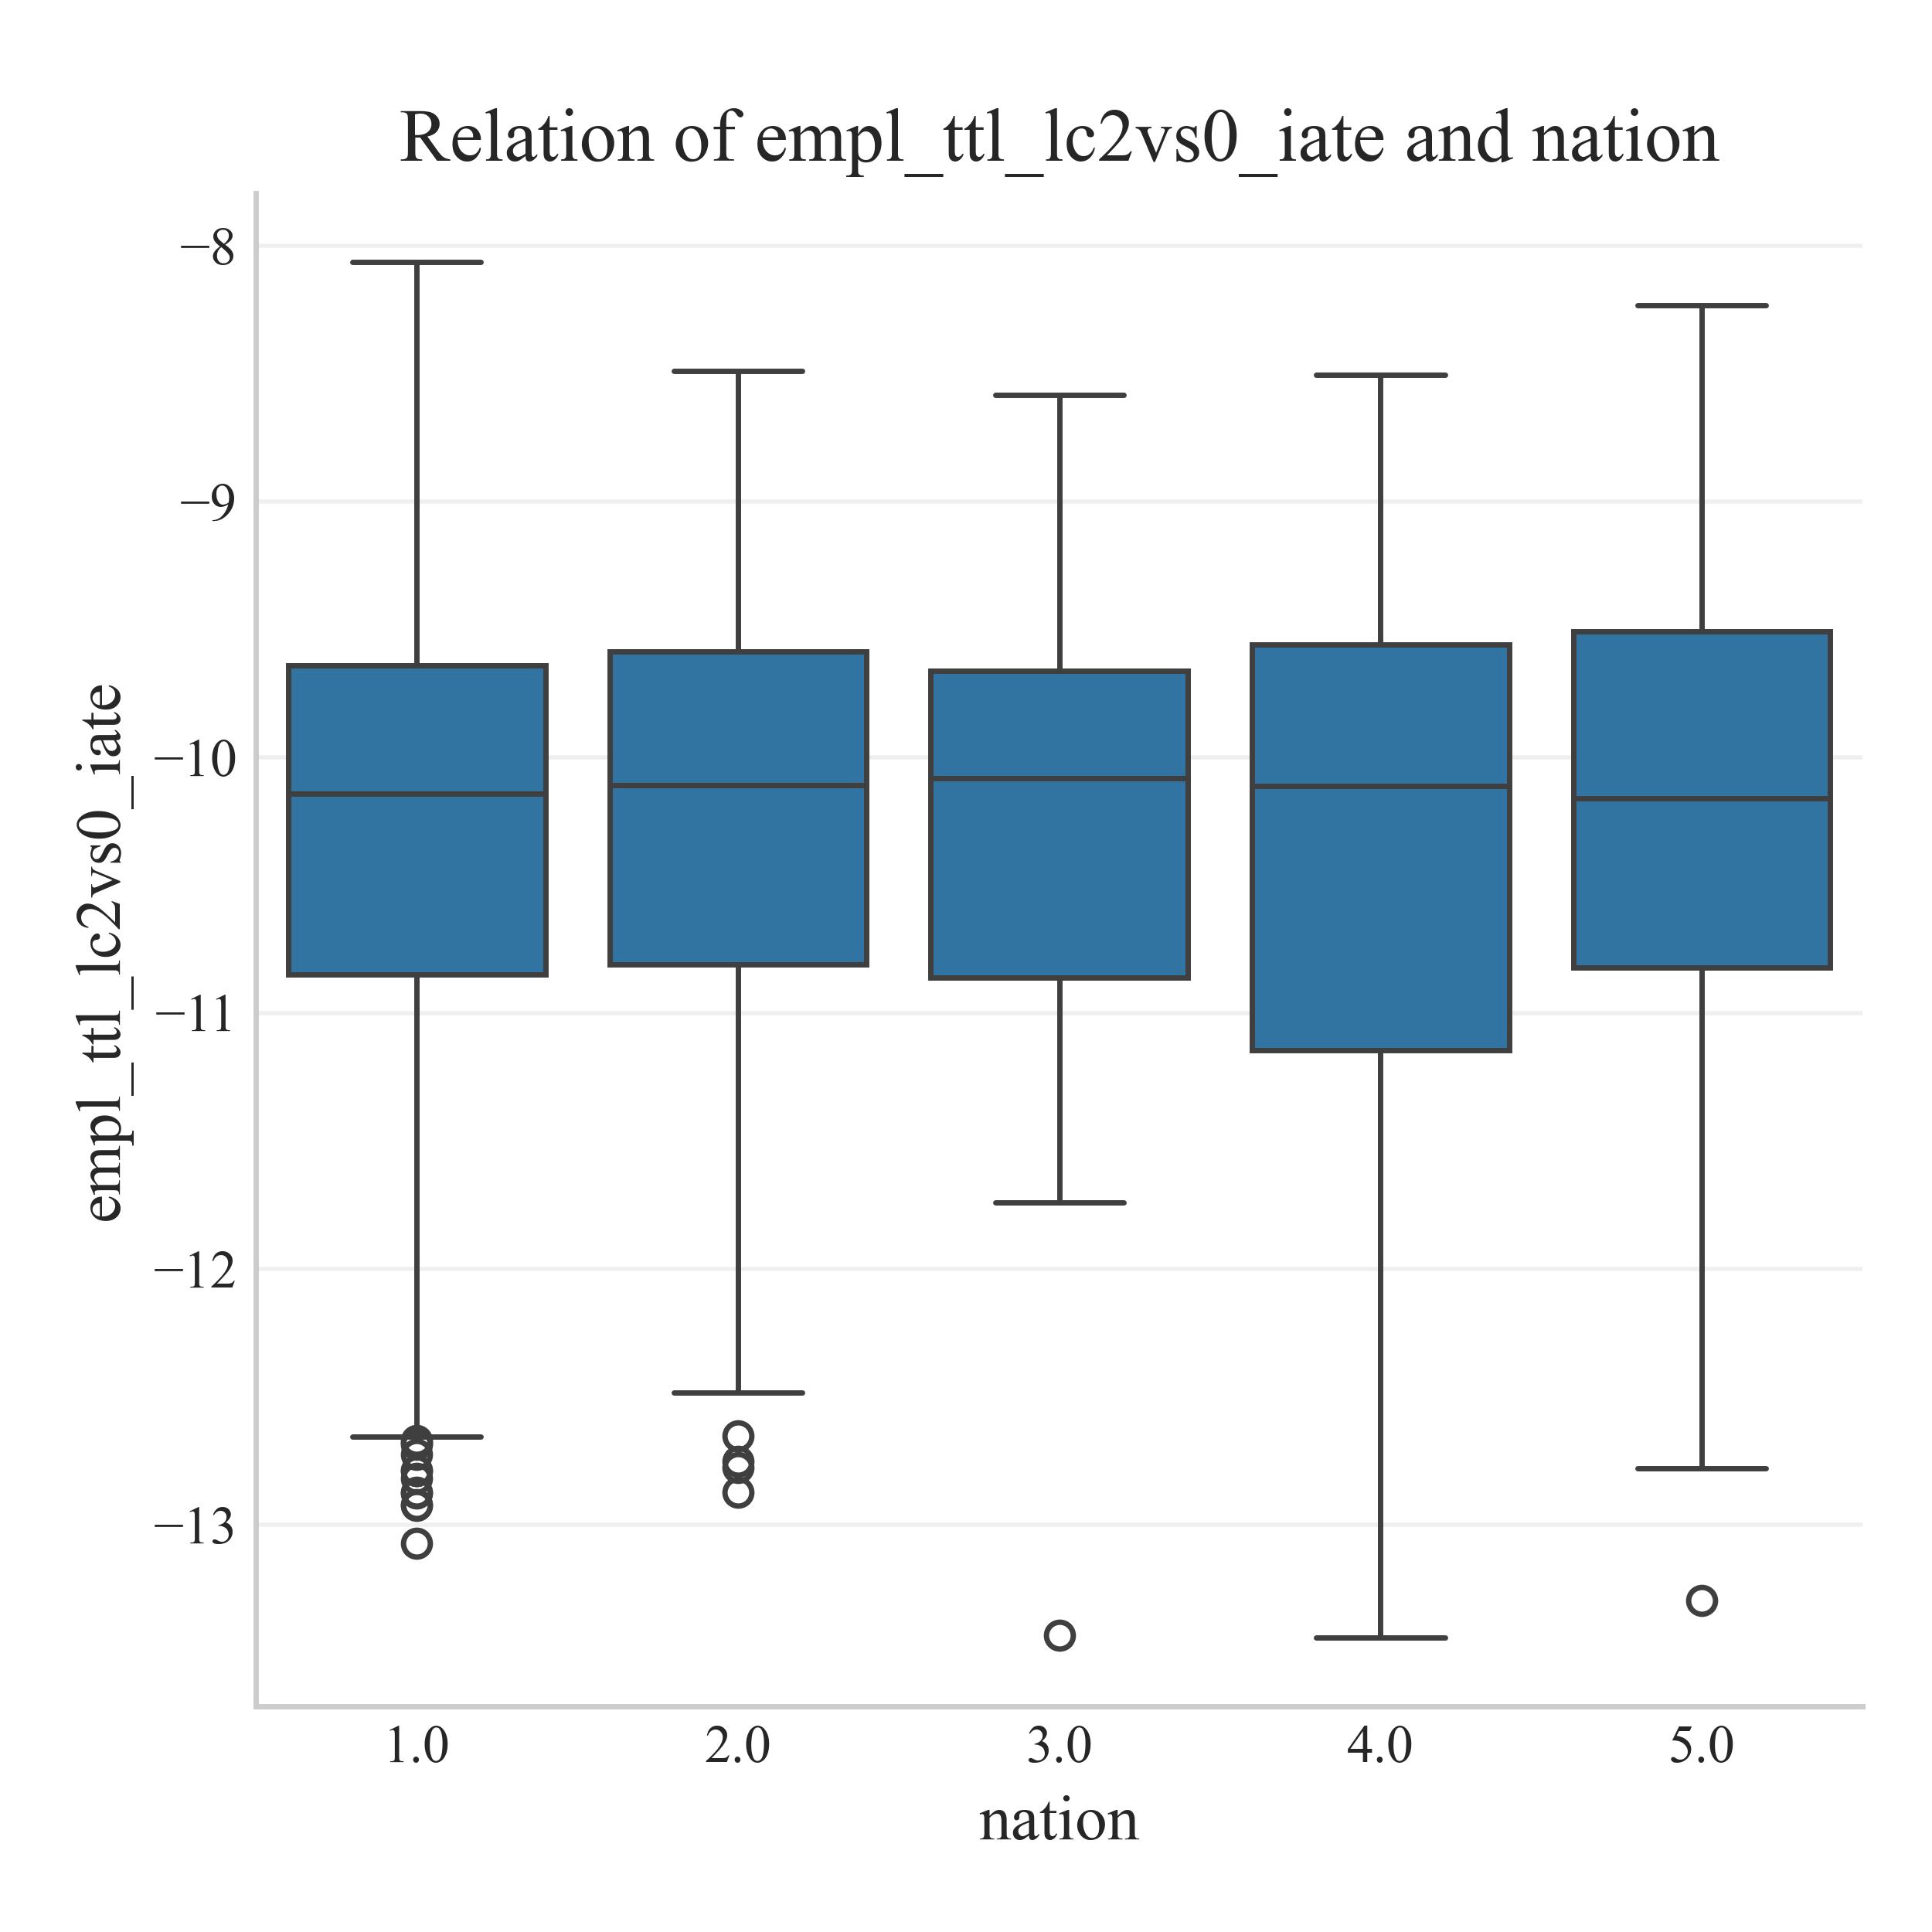 Relation of empl_ttl_lc2vs0_iate and nation
−8
−9
−10
−11
−12
−13
empl_ttl_lc2vs0_iate
1.0 2.0 3.0 4.0 5.0
nation